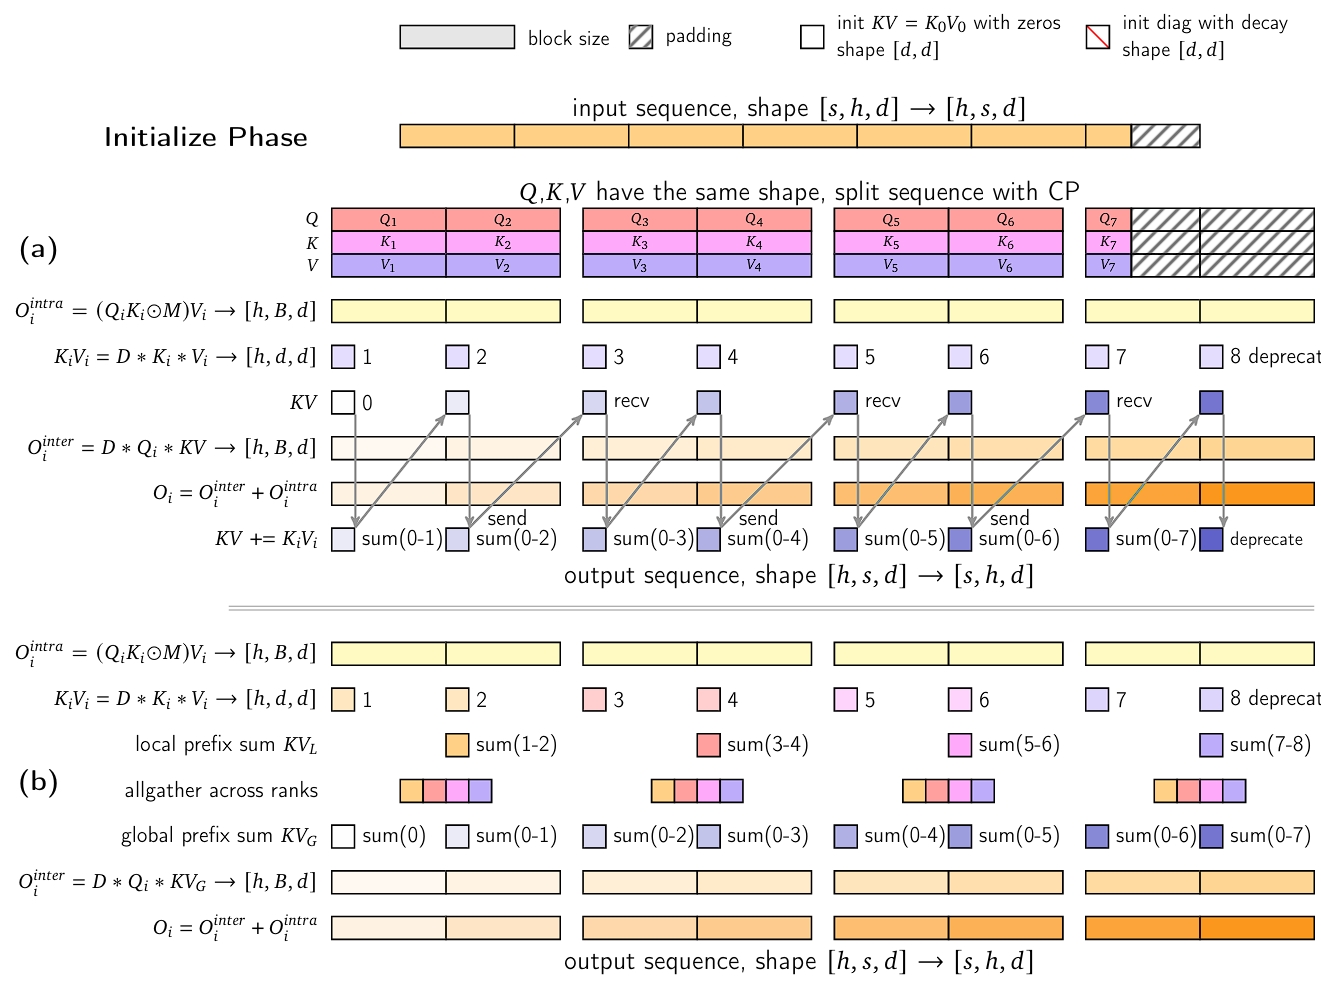 block size
padding
init KV = K₀V₀ with zeros
shape [d, d]
init diag with decay
shape [d, d]
input sequence, shape [s, h, d] → [h, s, d]
Initialize Phase
Q,K,V have the same shape, split sequence with CP
(a)
Q Q₁ Q₂ Q₃ Q₄ Q₅ Q₆ Q₇
K K₁ K₂ K₃ K₄ K₅ K₆ K₇
V V₁ V₂ V₃ V₄ V₅ V₆ V₇
O_i^{intra} = (Q_iK_i⊙M)V_i → [h, B, d]
K_iV_i = D * K_i * V_i → [h, d, d] 1 2 3 4 5 6 7 8 deprecat
KV 0 recv recv recv
O_i^{inter} = D * Q_i * KV → [h, B, d]
O_i = O_i^{inter} + O_i^{intra}
send send send
KV += K_iV_i sum(0-1) sum(0-2) sum(0-3) sum(0-4) sum(0-5) sum(0-6) sum(0-7) deprecate
output sequence, shape [h, s, d] → [s, h, d]
(b)
O_i^{intra} = (Q_iK_i⊙M)V_i → [h, B, d]
K_iV_i = D * K_i * V_i → [h, d, d] 1 2 3 4 5 6 7 8 deprecat
local prefix sum KV_L sum(1-2) sum(3-4) sum(5-6) sum(7-8)
allgather across ranks
global prefix sum KV_G sum(0) sum(0-1) sum(0-2) sum(0-3) sum(0-4) sum(0-5) sum(0-6) sum(0-7)
O_i^{inter} = D * Q_i * KV_G → [h, B, d]
O_i = O_i^{inter} + O_i^{intra}
output sequence, shape [h, s, d] → [s, h, d]